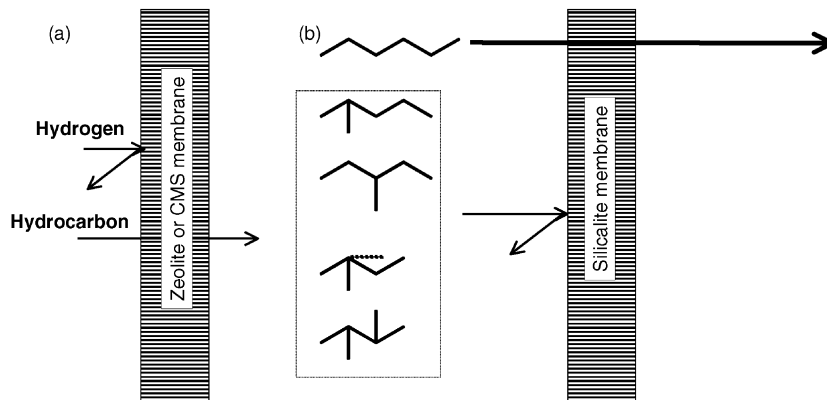 (a)
Hydrogen
Hydrocarbon
Zeolite or CMS membrane
(b)
Silicalite membrane